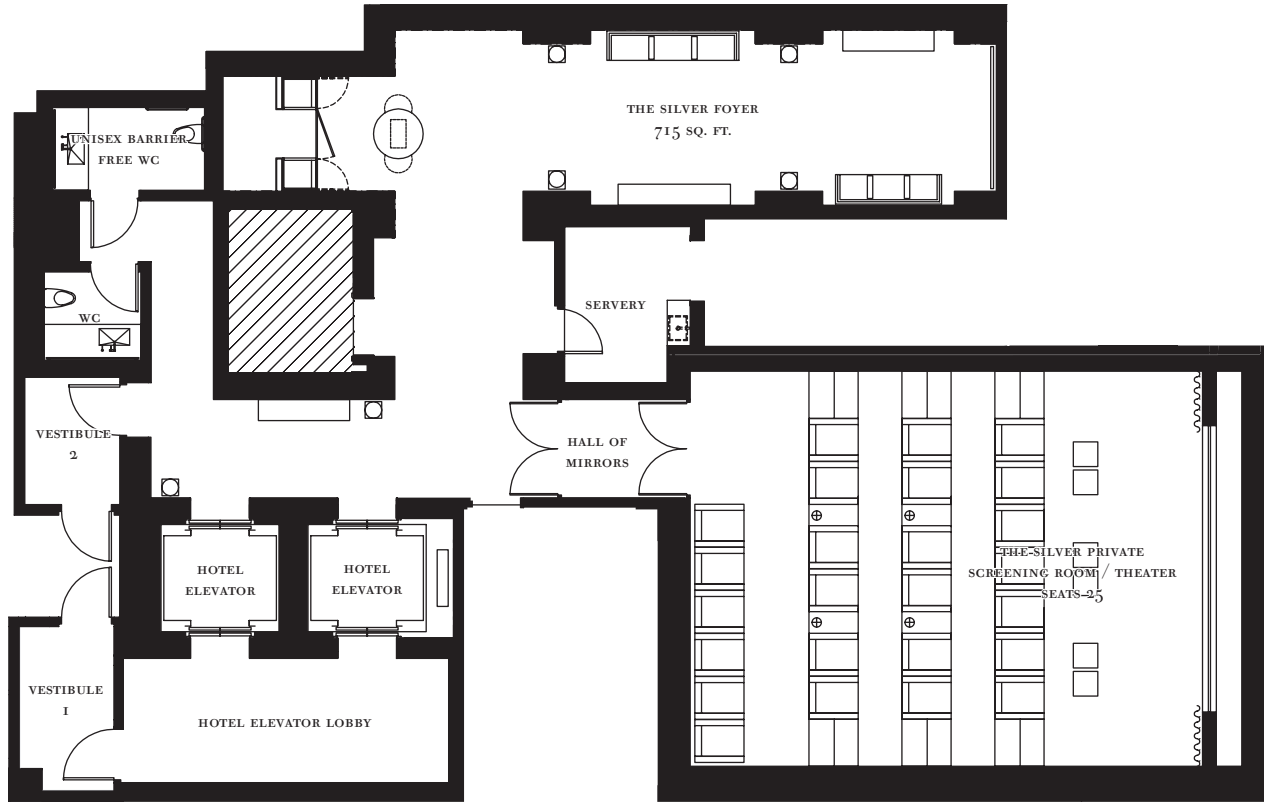 THE SILVER FOYER
715 SQ. FT.
UNISEX BARRIER
FREE WC
SERVERY
WC
VESTIBULE
2
HALL OF
MIRRORS
HOTEL
ELEVATOR
HOTEL
ELEVATOR
THE SILVER PRIVATE
SCREENING ROOM / THEATER
SEATS 25
VESTIBULE
1
HOTEL ELEVATOR LOBBY